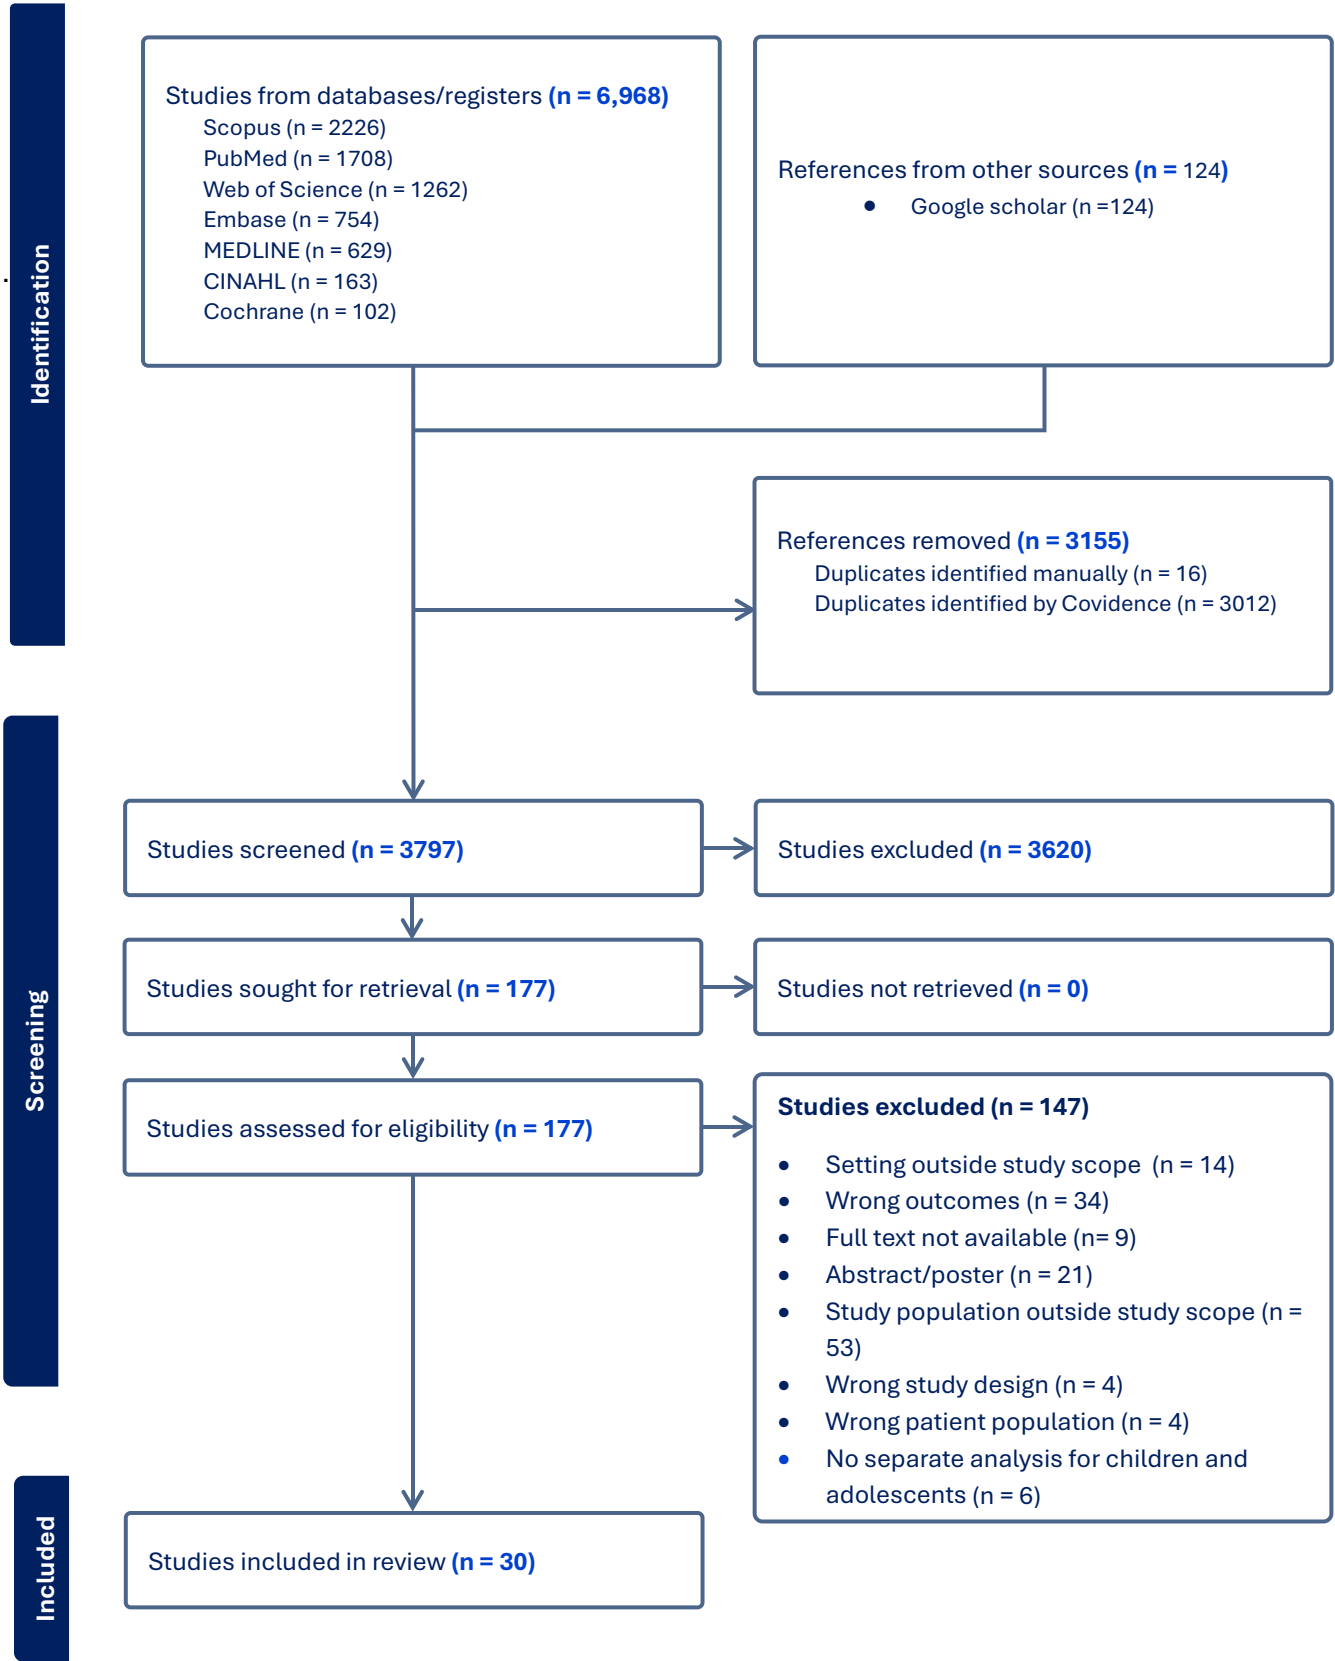 Identification
Studies from databases/registers (n = 6,968)
Scopus (n = 2226)
PubMed (n = 1708)
Web of Science (n = 1262)
Embase (n = 754)
MEDLINE (n = 629)
CINAHL (n = 163)
Cochrane (n = 102)
References from other sources (n = 124)
• Google scholar (n =124)
References removed (n = 3155)
Duplicates identified manually (n = 16)
Duplicates identified by Covidence (n = 3012)
Screening
Studies screened (n = 3797)
Studies excluded (n = 3620)
Studies sought for retrieval (n = 177)
Studies not retrieved (n = 0)
Studies assessed for eligibility (n = 177)
Studies excluded (n = 147)
• Setting outside study scope (n = 14)
• Wrong outcomes (n = 34)
• Full text not available (n= 9)
• Abstract/poster (n = 21)
• Study population outside study scope (n =
53)
• Wrong study design (n = 4)
• Wrong patient population (n = 4)
• No separate analysis for children and
adolescents (n = 6)
Included
Studies included in review (n = 30)